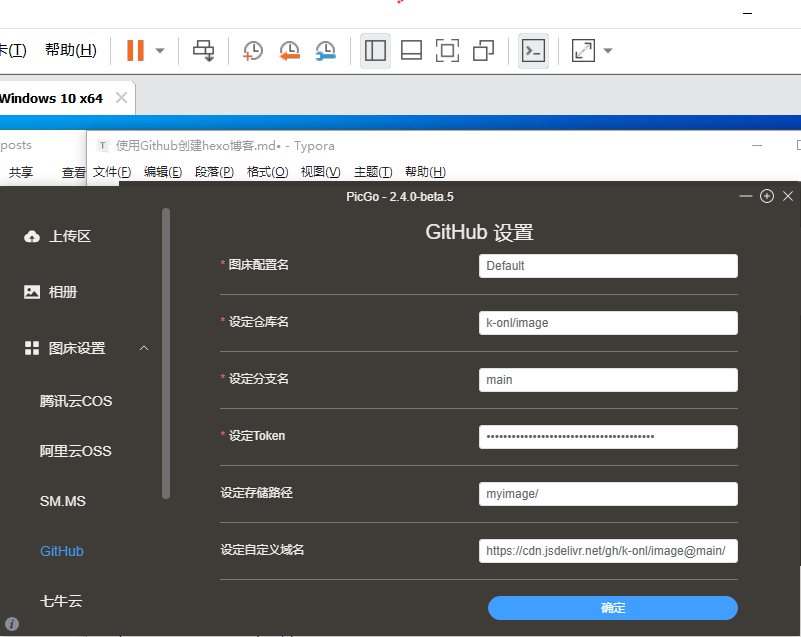 卡(T) 帮助(H)
Windows 10 x64
posts
使用Github创建hexo博客.md• - Typora
共享 查看
文件(F) 编辑(E) 段落(P) 格式(O) 视图(V) 主题(T) 帮助(H)
PicGo - 2.4.0-beta.5
上传区
相册
图床设置
腾讯云COS
阿里云OSS
SM.MS
GitHub
七牛云
GitHub 设置
* 图床配置名 Default
* 设定仓库名 k-onl/image
* 设定分支名 main
* 设定Token ••••••••••••••••••••••••••••••••••••••••
设定存储路径 myimage/
设定自定义域名 https://cdn.jsdelivr.net/gh/k-onl/image@main/
确定